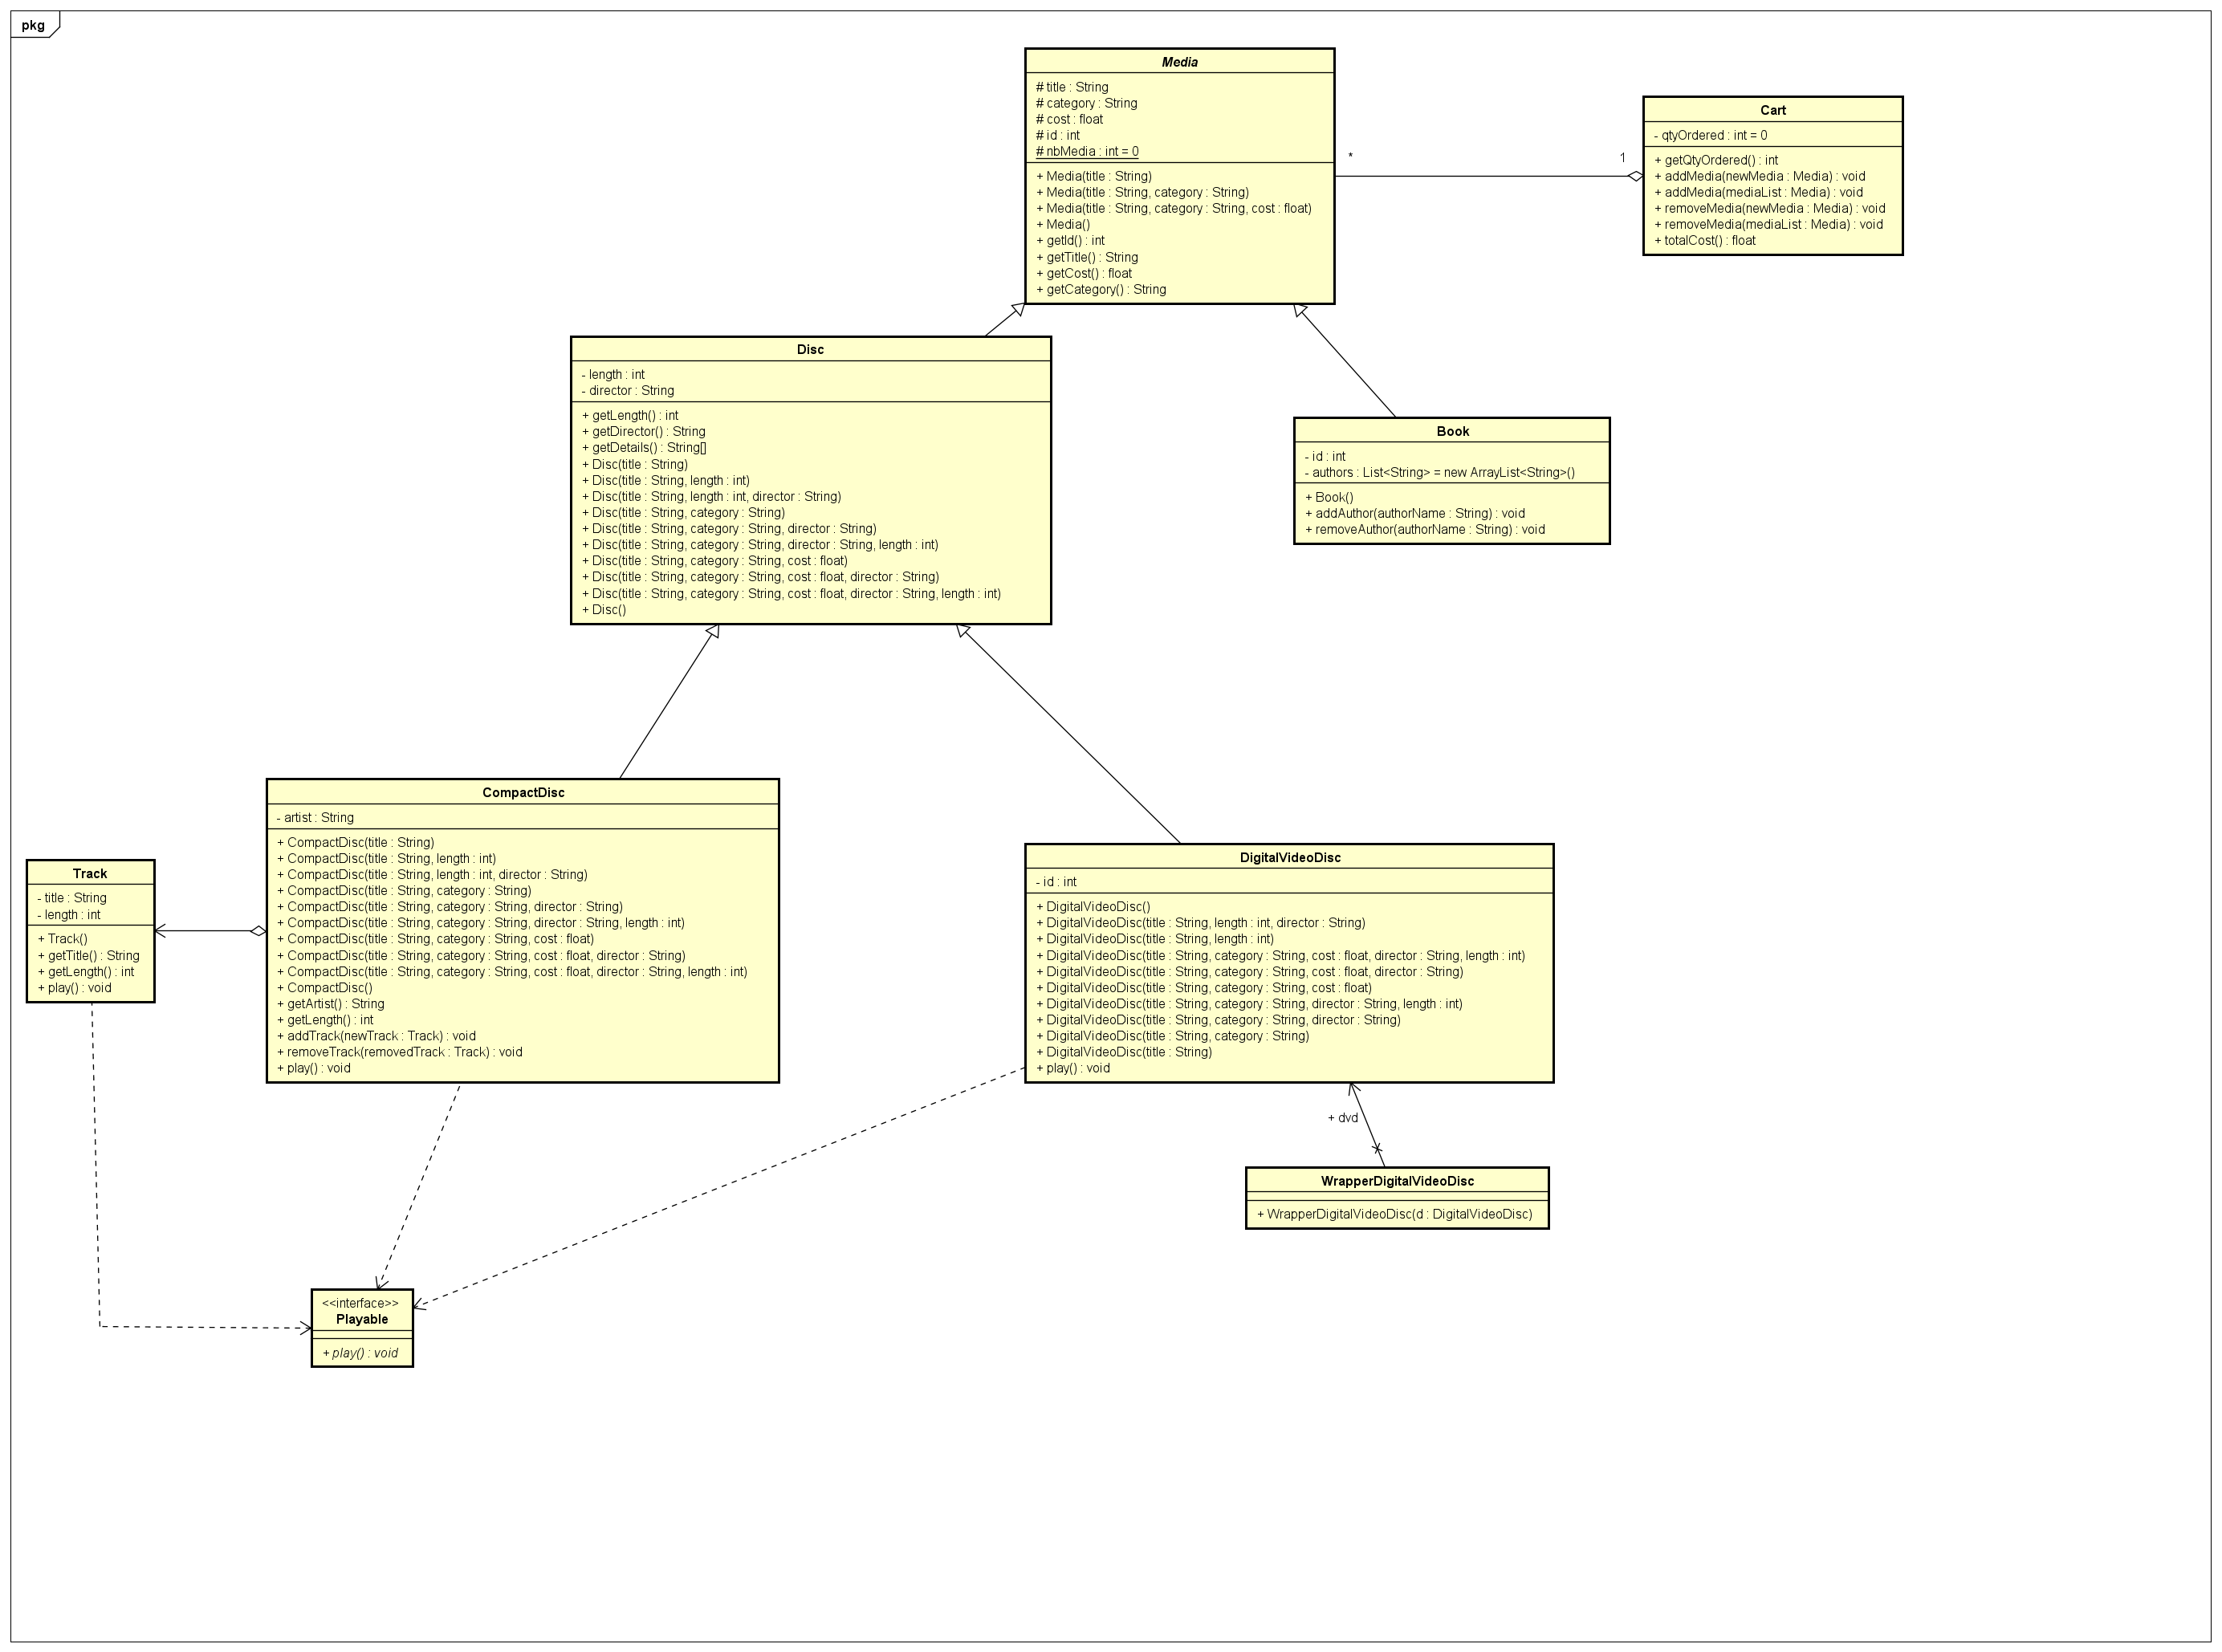 pkg
Media
# title : String
# category : String
# cost : float
# id : int
# nbMedia : int = 0
+ Media(title : String)
+ Media(title : String, category : String)
+ Media(title : String, category : String, cost : float)
+ Media()
+ getId() : int
+ getTitle() : String
+ getCost() : float
+ getCategory() : String
*
1
Cart
- qtyOrdered : int = 0
+ getQtyOrdered() : int
+ addMedia(newMedia : Media) : void
+ addMedia(mediaList : Media) : void
+ removeMedia(newMedia : Media) : void
+ removeMedia(mediaList : Media) : void
+ totalCost() : float
Disc
- length : int
- director : String
+ getLength() : int
+ getDirector() : String
+ getDetails() : String[]
+ Disc(title : String)
+ Disc(title : String, length : int)
+ Disc(title : String, length : int, director : String)
+ Disc(title : String, category : String)
+ Disc(title : String, category : String, director : String)
+ Disc(title : String, category : String, director : String, length : int)
+ Disc(title : String, category : String, cost : float)
+ Disc(title : String, category : String, cost : float, director : String)
+ Disc(title : String, category : String, cost : float, director : String, length : int)
+ Disc()
Book
- id : int
- authors : List<String> = new ArrayList<String>()
+ Book()
+ addAuthor(authorName : String) : void
+ removeAuthor(authorName : String) : void
CompactDisc
- artist : String
+ CompactDisc(title : String)
+ CompactDisc(title : String, length : int)
+ CompactDisc(title : String, length : int, director : String)
+ CompactDisc(title : String, category : String)
+ CompactDisc(title : String, category : String, director : String)
+ CompactDisc(title : String, category : String, director : String, length : int)
+ CompactDisc(title : String, category : String, cost : float)
+ CompactDisc(title : String, category : String, cost : float, director : String)
+ CompactDisc(title : String, category : String, cost : float, director : String, length : int)
+ CompactDisc()
+ getArtist() : String
+ getLength() : int
+ addTrack(newTrack : Track) : void
+ removeTrack(removedTrack : Track) : void
+ play() : void
Track
- title : String
- length : int
+ Track()
+ getTitle() : String
+ getLength() : int
+ play() : void
DigitalVideoDisc
- id : int
+ DigitalVideoDisc()
+ DigitalVideoDisc(title : String, length : int, director : String)
+ DigitalVideoDisc(title : String, length : int)
+ DigitalVideoDisc(title : String, category : String, cost : float, director : String, length : int)
+ DigitalVideoDisc(title : String, category : String, cost : float, director : String)
+ DigitalVideoDisc(title : String, category : String, cost : float)
+ DigitalVideoDisc(title : String, category : String, director : String, length : int)
+ DigitalVideoDisc(title : String, category : String, director : String)
+ DigitalVideoDisc(title : String, category : String)
+ DigitalVideoDisc(title : String)
+ play() : void
+ dvd
WrapperDigitalVideoDisc
+ WrapperDigitalVideoDisc(d : DigitalVideoDisc)
<<interface>>
Playable
+ play() : void